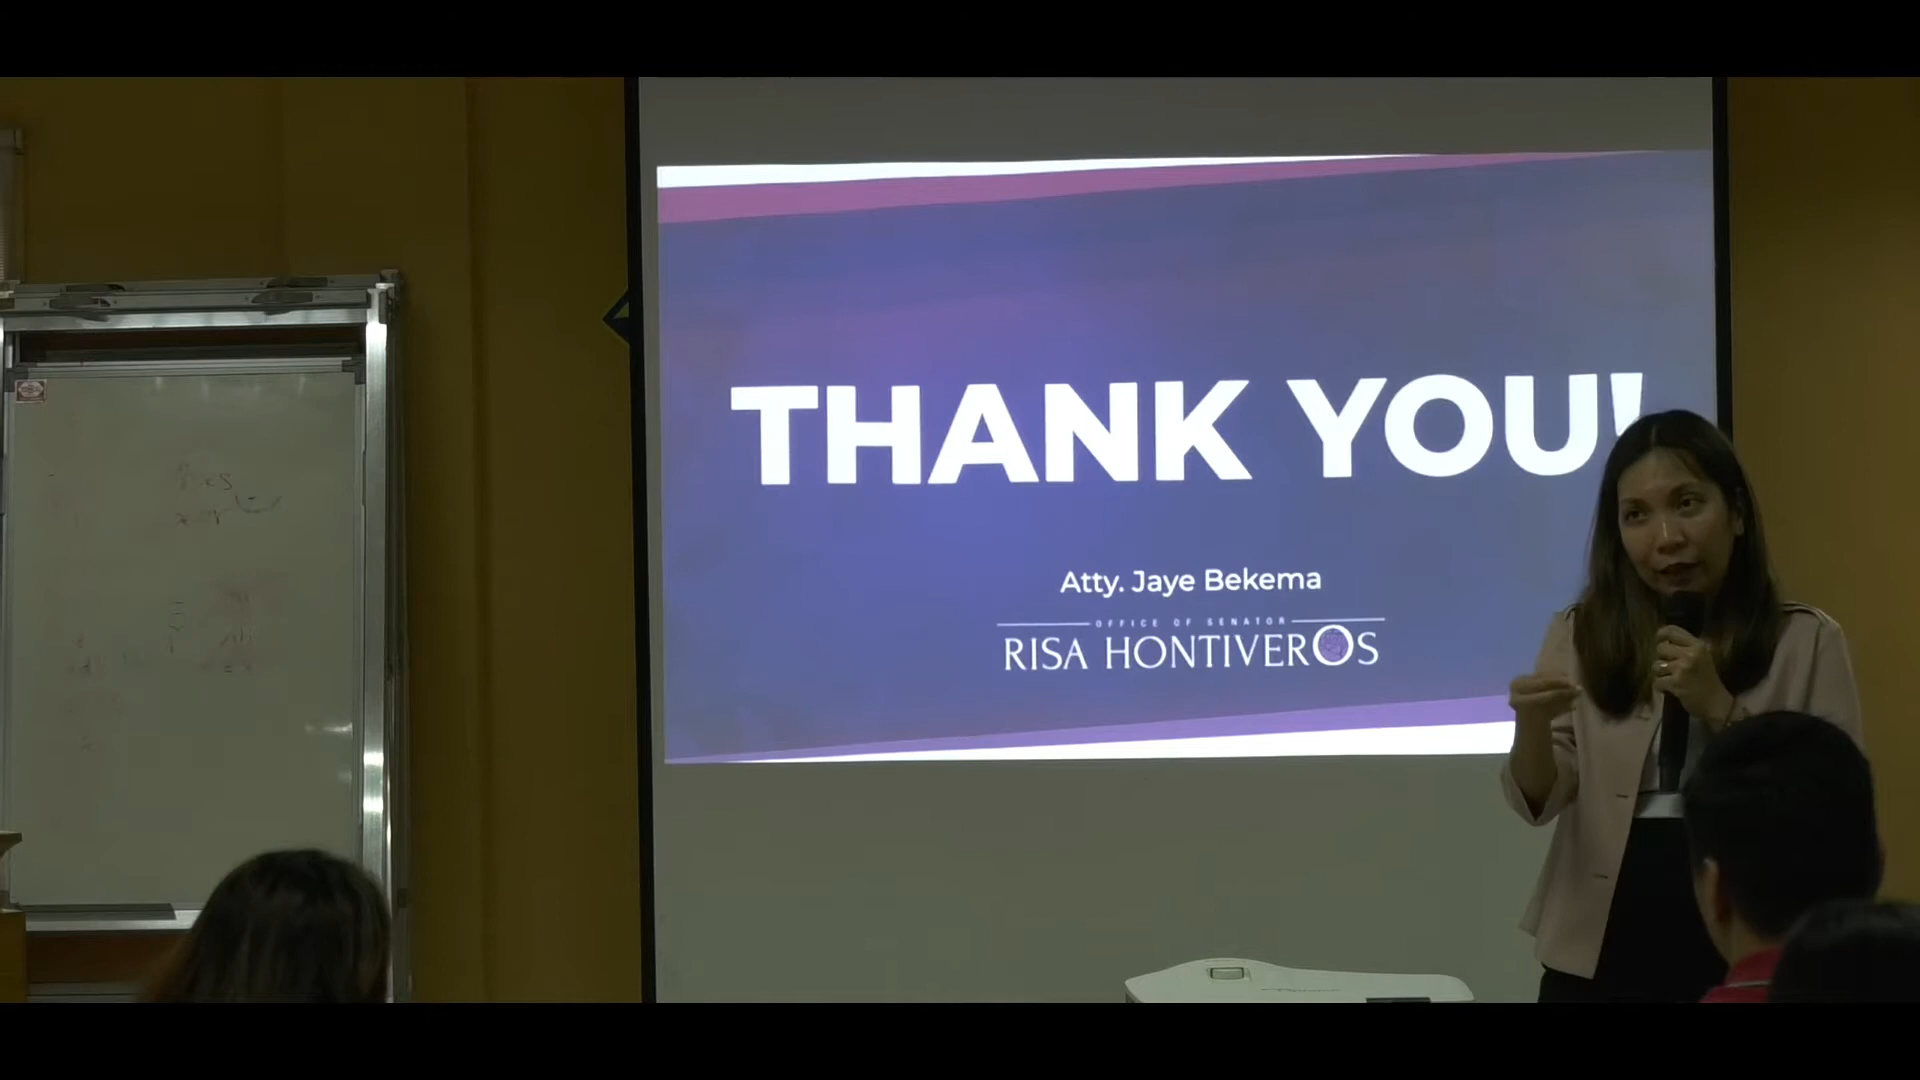 THANK YOU!
Atty. Jaye Bekema
OFFICE OF SENATOR
RISA HONTIVEROS